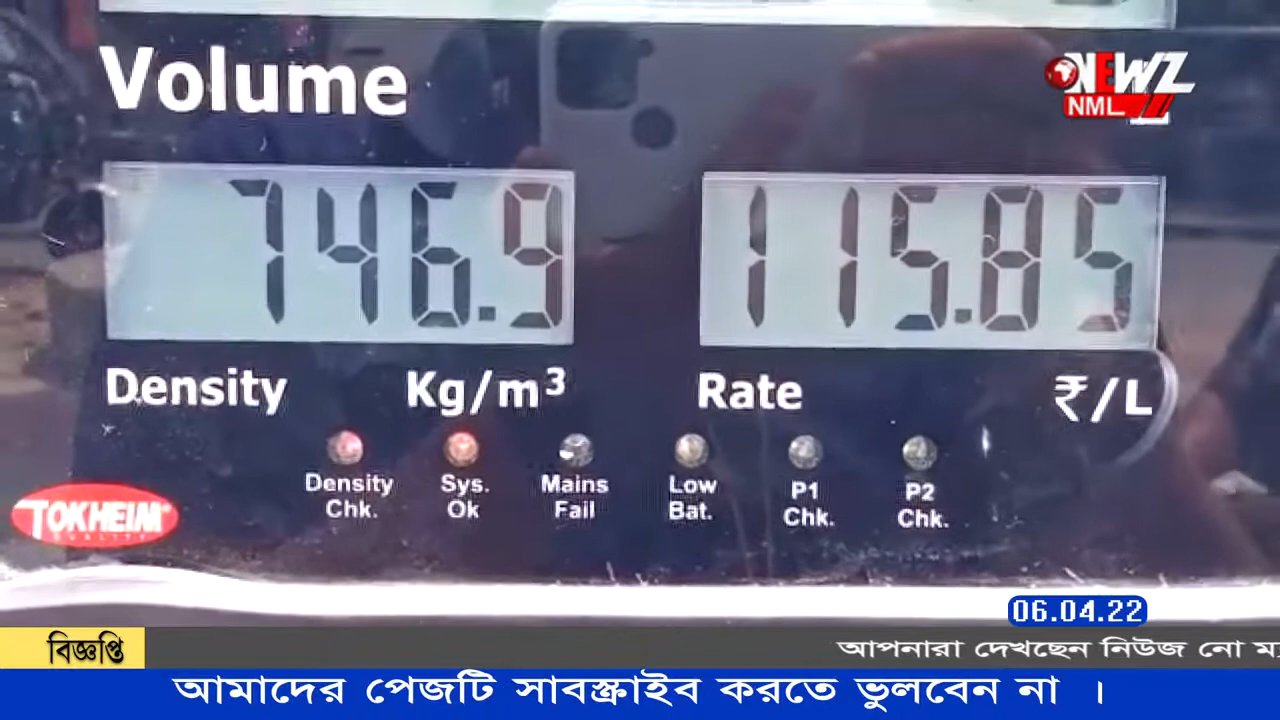 Volume
NEWZ
NML
746.9
115.85
Density Kg/m³
Rate ₹/L
Density Chk.
Sys. Ok
Mains Fail
Low Bat.
P1 Chk.
P2 Chk.
TOKHEIM
QUALITY
06.04.22
বিজ্ঞপ্তি
আপনারা দেখছেন নিউজ নো
আমাদের পেজটি সাবস্ক্রাইব করতে ভুলবেন না ।